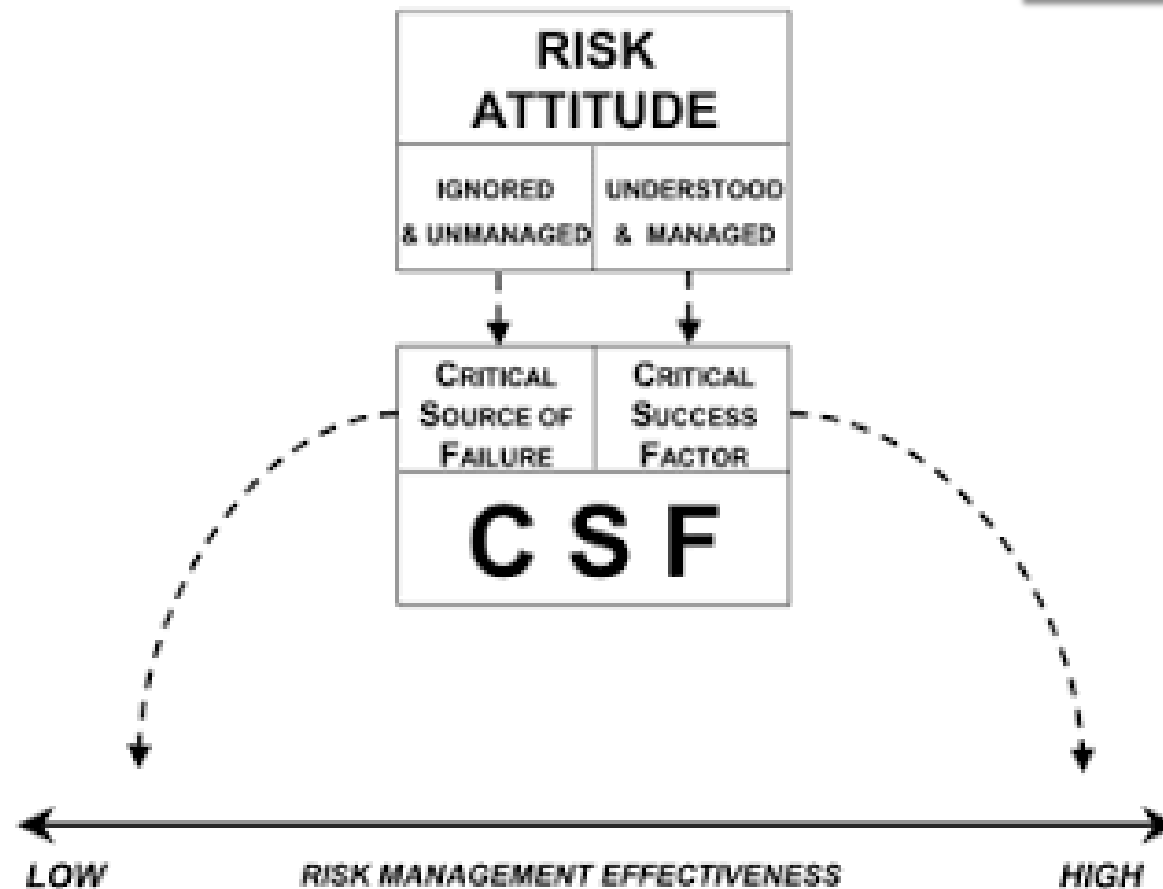 RISK
ATTITUDE
IGNORED
& UNMANAGED
UNDERSTOOD
& MANAGED
CRITICAL
SOURCE OF
FAILURE
CRITICAL
SUCCESS
FACTOR
C S F
LOW
RISK MANAGEMENT EFFECTIVENESS
HIGH